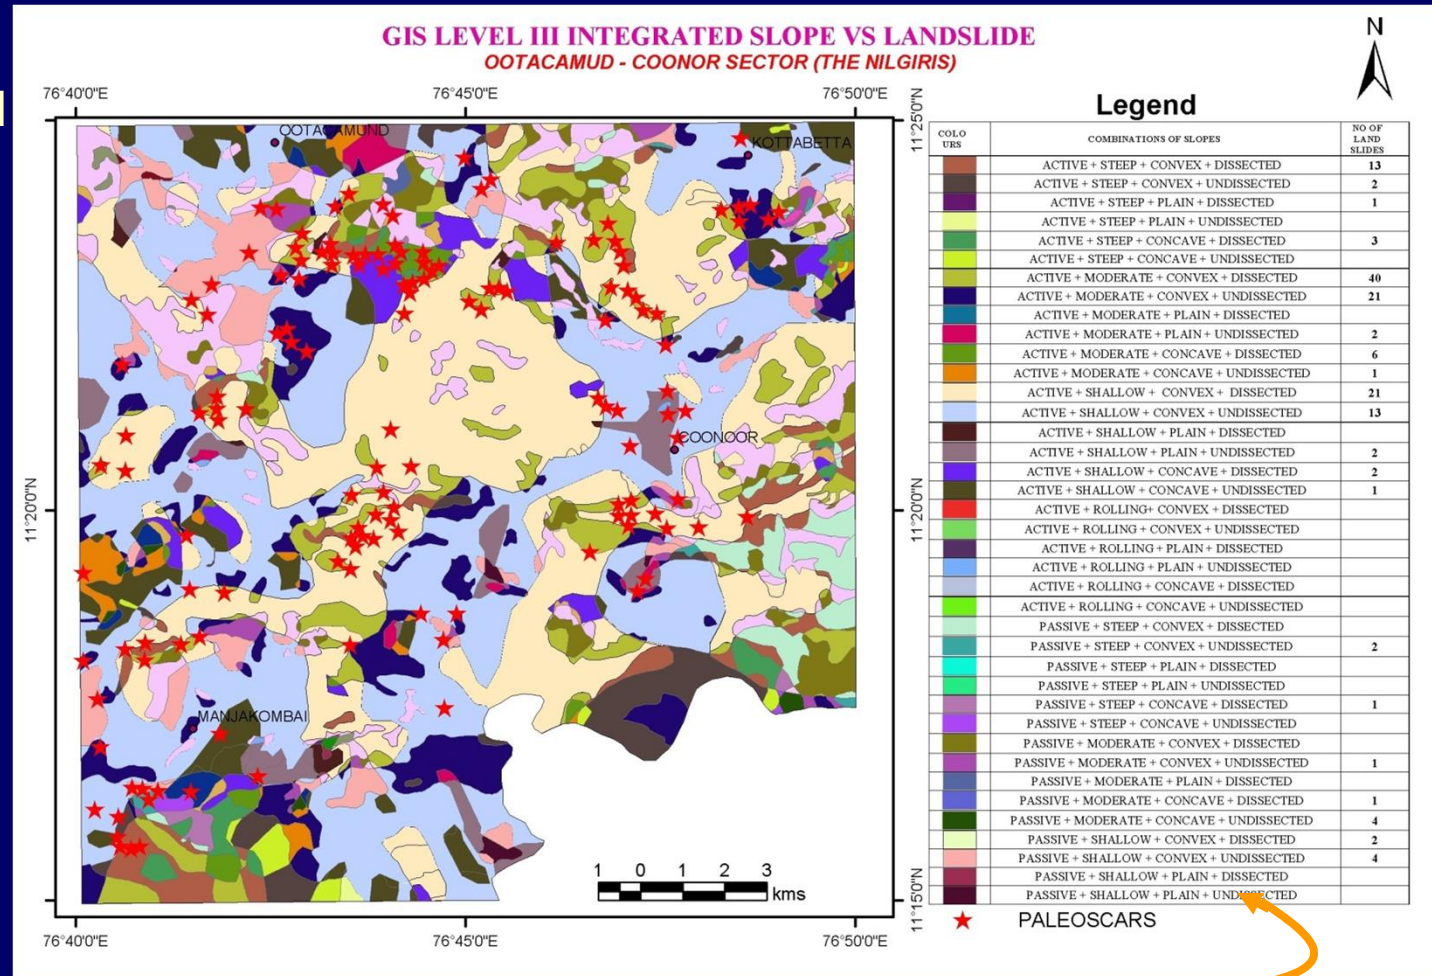 GIS LEVEL III INTEGRATED SLOPE VS LANDSLIDE
OOTACAMUD - COONOR SECTOR (THE NILGIRIS)
N
76°40'0"E 76°45'0"E 76°50'0"E
11°25'0"N
11°20'0"N 11°20'0"N
11°15'0"N
OOTACAMUND
KOTTABETTA
COONOOR
MANJAKOMBAI
1 0 1 2 3
kms
76°40'0"E 76°45'0"E 76°50'0"E
Legend
COLO URS COMBINATIONS OF SLOPES NO OF LAND SLIDES
ACTIVE + STEEP + CONVEX + DISSECTED 13
ACTIVE + STEEP + CONVEX + UNDISSECTED 2
ACTIVE + STEEP + PLAIN + DISSECTED 1
ACTIVE + STEEP + PLAIN + UNDISSECTED
ACTIVE + STEEP + CONCAVE + DISSECTED 3
ACTIVE + STEEP + CONCAVE + UNDISSECTED
ACTIVE + MODERATE + CONVEX + DISSECTED 40
ACTIVE + MODERATE + CONVEX + UNDISSECTED 21
ACTIVE + MODERATE + PLAIN + DISSECTED
ACTIVE + MODERATE + PLAIN + UNDISSECTED 2
ACTIVE + MODERATE + CONCAVE + DISSECTED 6
ACTIVE + MODERATE + CONCAVE + UNDISSECTED 1
ACTIVE + SHALLOW + CONVEX + DISSECTED 21
ACTIVE + SHALLOW + CONVEX + UNDISSECTED 13
ACTIVE + SHALLOW + PLAIN + DISSECTED
ACTIVE + SHALLOW + PLAIN + UNDISSECTED 2
ACTIVE + SHALLOW + CONCAVE + DISSECTED 2
ACTIVE + SHALLOW + CONCAVE + UNDISSECTED 1
ACTIVE + ROLLING+ CONVEX + DISSECTED
ACTIVE + ROLLING + CONVEX + UNDISSECTED
ACTIVE + ROLLING + PLAIN + DISSECTED
ACTIVE + ROLLING + PLAIN + UNDISSECTED
ACTIVE + ROLLING + CONCAVE + DISSECTED
ACTIVE + ROLLING + CONCAVE + UNDISSECTED
PASSIVE + STEEP + CONVEX + DISSECTED
PASSIVE + STEEP + CONVEX + UNDISSECTED 2
PASSIVE + STEEP + PLAIN + DISSECTED
PASSIVE + STEEP + PLAIN + UNDISSECTED
PASSIVE + STEEP + CONCAVE + DISSECTED 1
PASSIVE + STEEP + CONCAVE + UNDISSECTED
PASSIVE + MODERATE + CONVEX + DISSECTED
PASSIVE + MODERATE + CONVEX + UNDISSECTED 1
PASSIVE + MODERATE + PLAIN + DISSECTED
PASSIVE + MODERATE + CONCAVE + DISSECTED 1
PASSIVE + MODERATE + CONCAVE + UNDISSECTED 4
PASSIVE + SHALLOW + CONVEX + DISSECTED 2
PASSIVE + SHALLOW + CONVEX + UNDISSECTED 4
PASSIVE + SHALLOW + PLAIN + DISSECTED
PASSIVE + SHALLOW + PLAIN + UNDISSECTED
PALEOSCARS